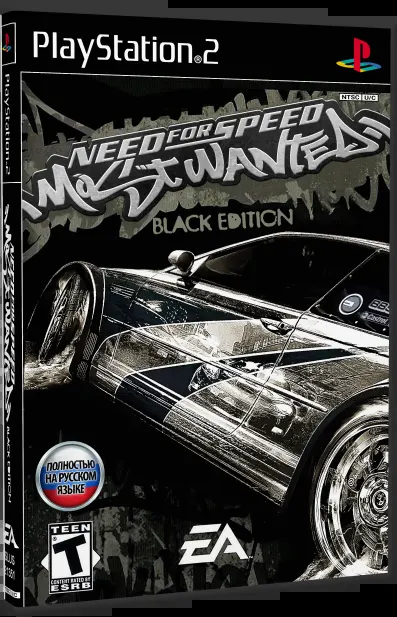 PlayStation.2
NTSC U/C
NEED FOR SPEED
MOST WANTED
BLACK EDITION
ПОЛНОСТЬЮ
НА РУССКОМ
ЯЗЫКЕ
TEEN
T
CONTENT RATED BY
ESRB
EA
PlayStation.2
NEED FOR SPEED
MOST WANTED
BLACK EDITION
EA
SLUS